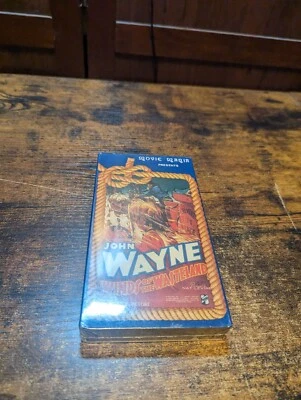 MOVIE MAGIC
PRESENTS
JOHN
WAYNE
WINDS OF THE WASTELAND